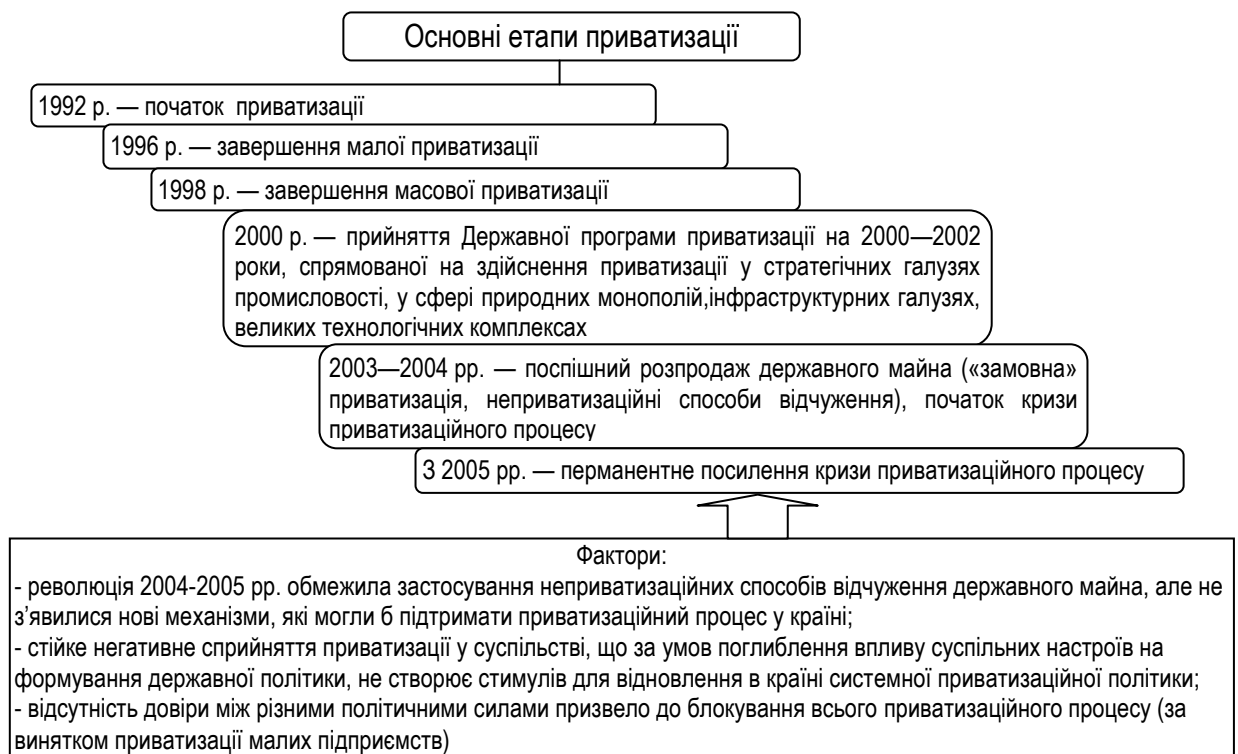 Основні етапи приватизації
1992 р. — початок приватизації
1996 р. — завершення малої приватизації
1998 р. — завершення масової приватизації
2000 р. — прийняття Державної програми приватизації на 2000—2002
роки, спрямованої на здійснення приватизації у стратегічних галузях
промисловості, у сфері природних монополій,інфраструктурних галузях,
великих технологічних комплексах
2003—2004 рр. — поспішний розпродаж державного майна («замовна»
приватизація, неприватизаційні способи відчуження), початок кризи
приватизаційного процесу
З 2005 рр. — перманентне посилення кризи приватизаційного процесу
Фактори:
- революція 2004-2005 рр. обмежила застосування неприватизаційних способів відчуження державного майна, але не
з’явилися нові механізми, які могли б підтримати приватизаційний процес у країні;
- стійке негативне сприйняття приватизації у суспільстві, що за умов поглиблення впливу суспільних настроїв на
формування державної політики, не створює стимулів для відновлення в країні системної приватизаційної політики;
- відсутність довіри між різними політичними силами призвело до блокування всього приватизаційного процесу (за
винятком приватизації малих підприємств)